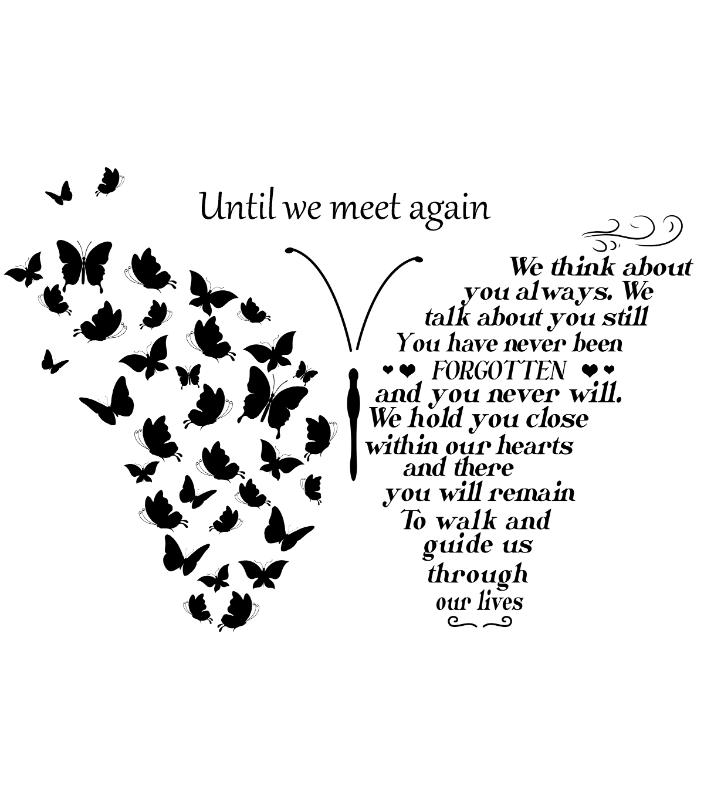 Until we meet again
We think about
you always. We
talk about you still
You have never been
FORGOTTEN
and you never will.
We hold you close
within our hearts
and there
you will remain
To walk and
guide us
through
our lives